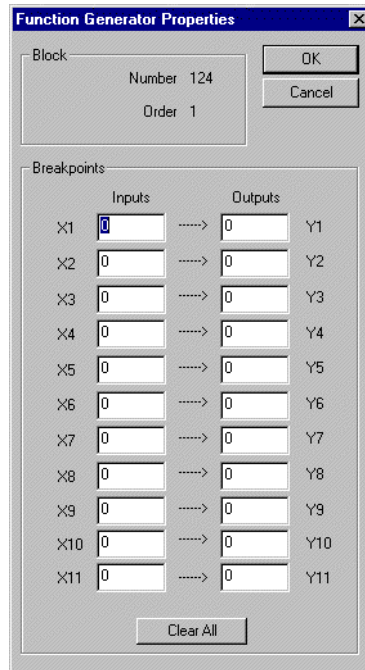 Function Generator Properties
Block
Number 124
Order 1
OK
Cancel
Breakpoints
Inputs Outputs
X1 0 -----> 0 Y1
X2 0 -----> 0 Y2
X3 0 -----> 0 Y3
X4 0 -----> 0 Y4
X5 0 -----> 0 Y5
X6 0 -----> 0 Y6
X7 0 -----> 0 Y7
X8 0 -----> 0 Y8
X9 0 -----> 0 Y9
X10 0 -----> 0 Y10
X11 0 -----> 0 Y11
Clear All